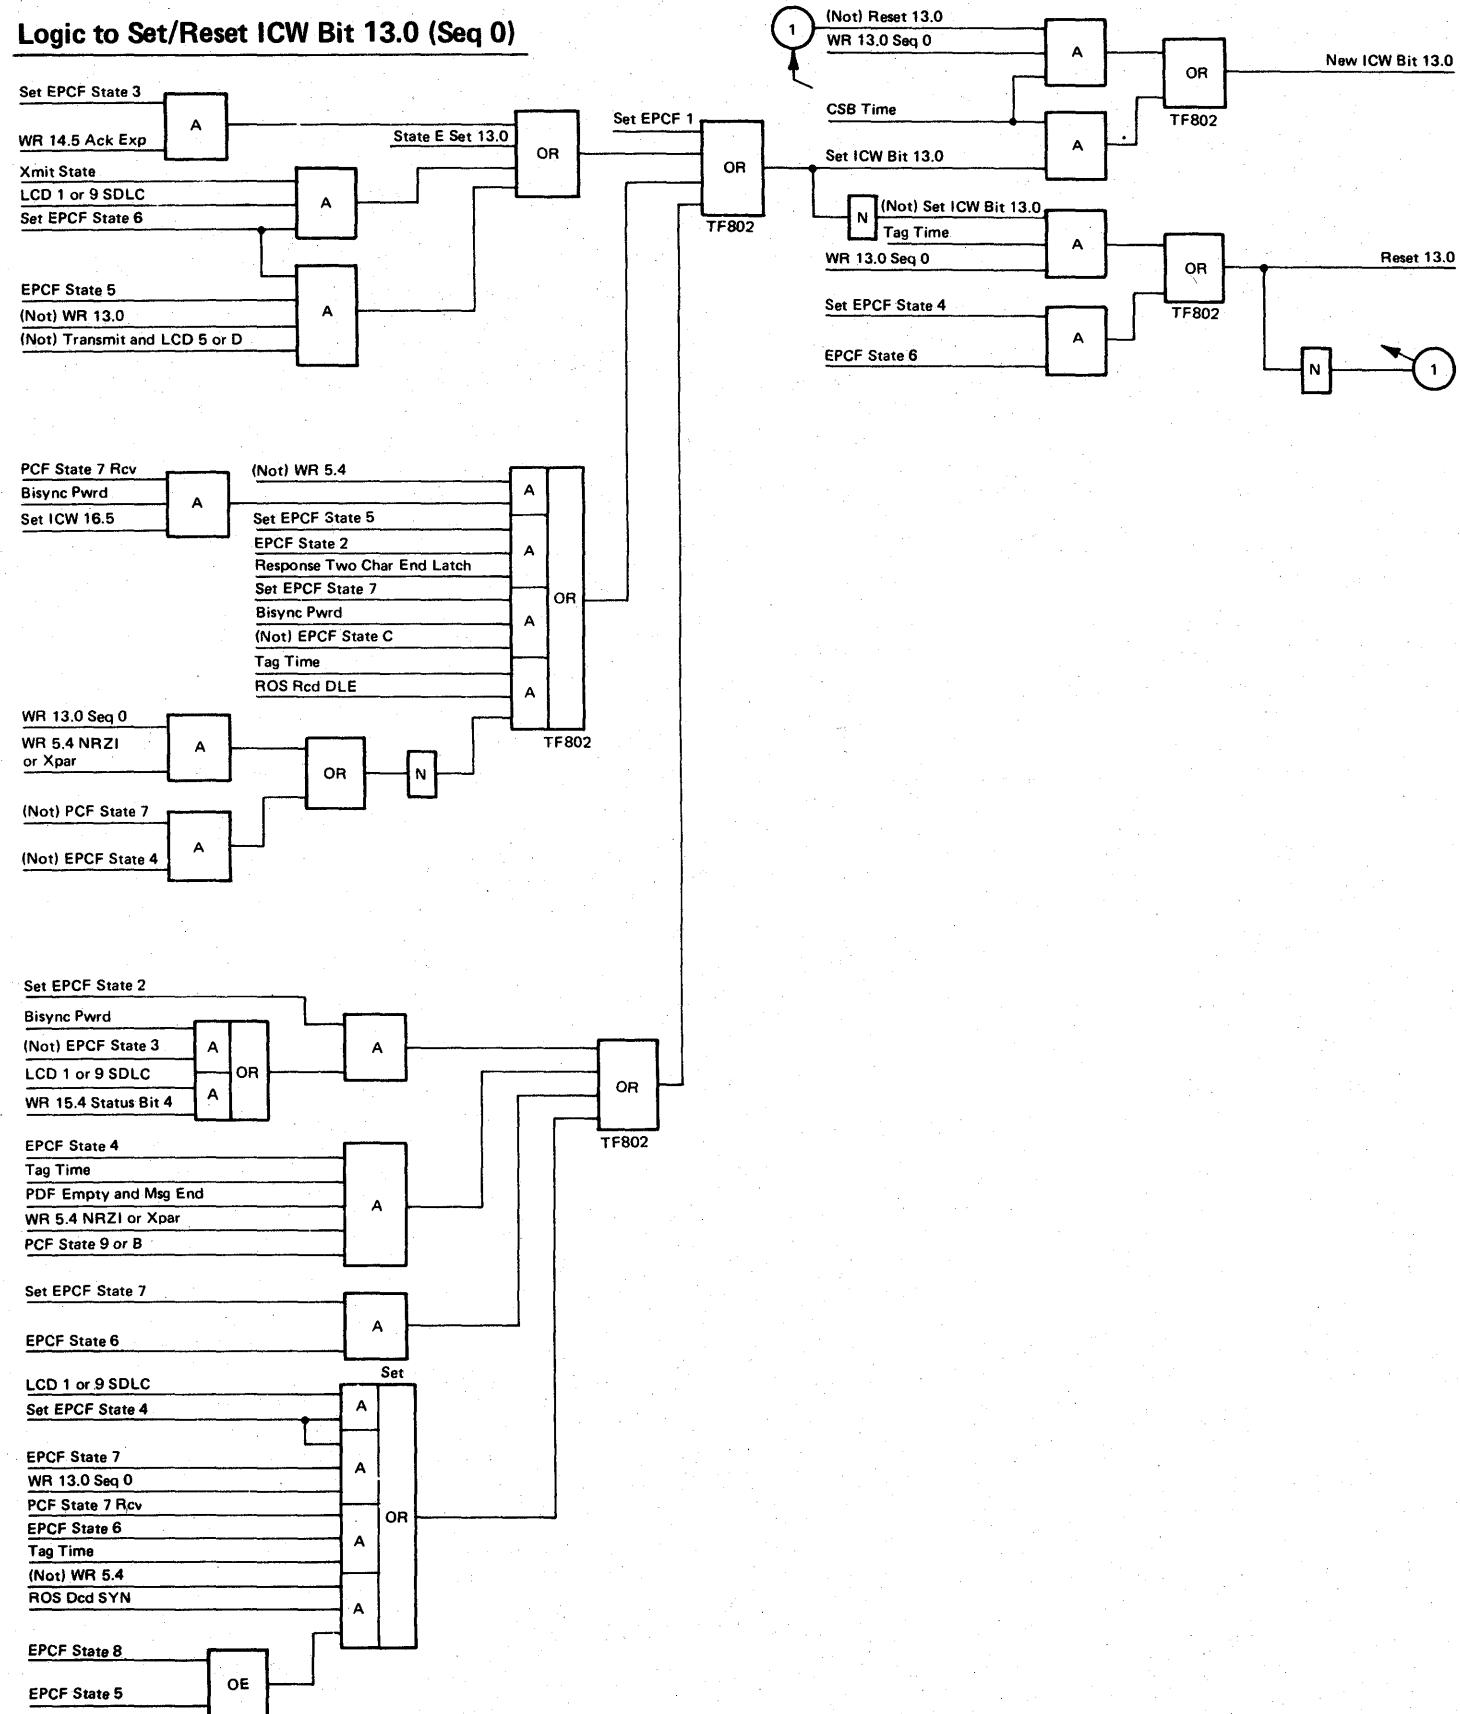 Logic to Set/Reset ICW Bit 13.0 (Seq 0)
Set EPCF State 3
WR 14.5 Ack Exp
A
Xmit State
LCD 1 or 9 SDLC
Set EPCF State 6
A
EPCF State 5
(Not) WR 13.0
(Not) Transmit and LCD 5 or D
A
State E Set 13.0
OR
Set EPCF 1
OR
TF802
1
(Not) Reset 13.0
WR 13.0 Seq 0
A
CSB Time
Set ICW Bit 13.0
A
OR
TF802
New ICW Bit 13.0
N
(Not) Set ICW Bit 13.0
Tag Time
WR 13.0 Seq 0
A
Set EPCF State 4
EPCF State 6
A
OR
TF802
Reset 13.0
N
1
PCF State 7 Rcv
Bisync Pwrd
Set ICW 16.5
A
(Not) WR 5.4
A
Set EPCF State 5
EPCF State 2
A
Response Two Char End Latch
Set EPCF State 7
Bisync Pwrd
A
(Not) EPCF State C
Tag Time
ROS Rcd DLE
A
OR
TF802
WR 13.0 Seq 0
WR 5.4 NRZI
or Xpar
A
(Not) PCF State 7
(Not) EPCF State 4
A
OR
N
Set EPCF State 2
Bisync Pwrd
(Not) EPCF State 3
A
LCD 1 or 9 SDLC
WR 15.4 Status Bit 4
A
OR
A
OR
TF802
EPCF State 4
Tag Time
PDF Empty and Msg End
WR 5.4 NRZI or Xpar
PCF State 9 or B
A
Set EPCF State 7
EPCF State 6
A
Set
LCD 1 or 9 SDLC
Set EPCF State 4
A
EPCF State 7
WR 13.0 Seq 0
A
PCF State 7 Rcv
EPCF State 6
Tag Time
A
(Not) WR 5.4
ROS Dcd SYN
A
OR
EPCF State 8
EPCF State 5
OE